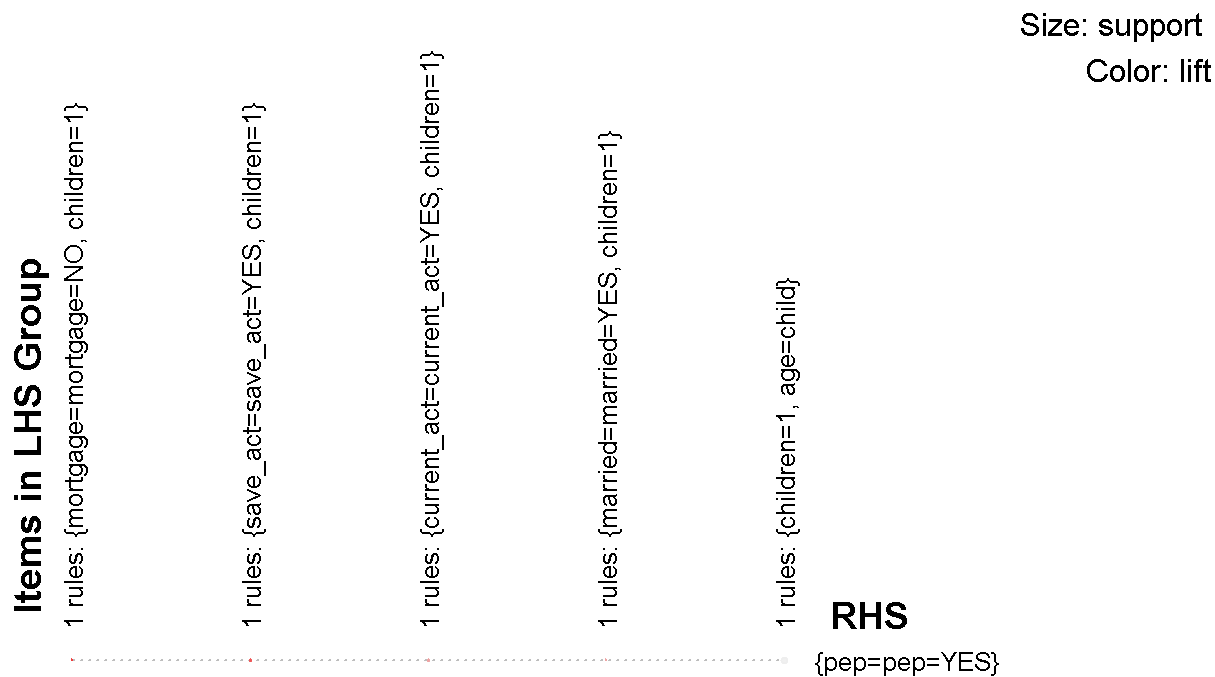 Size: support
Color: lift
Items in LHS Group
1 rules: {mortgage=mortgage=NO, children=1}
1 rules: {save_act=save_act=YES, children=1}
1 rules: {current_act=current_act=YES, children=1}
1 rules: {married=married=YES, children=1}
1 rules: {children=1, age=child}
RHS
{pep=pep=YES}